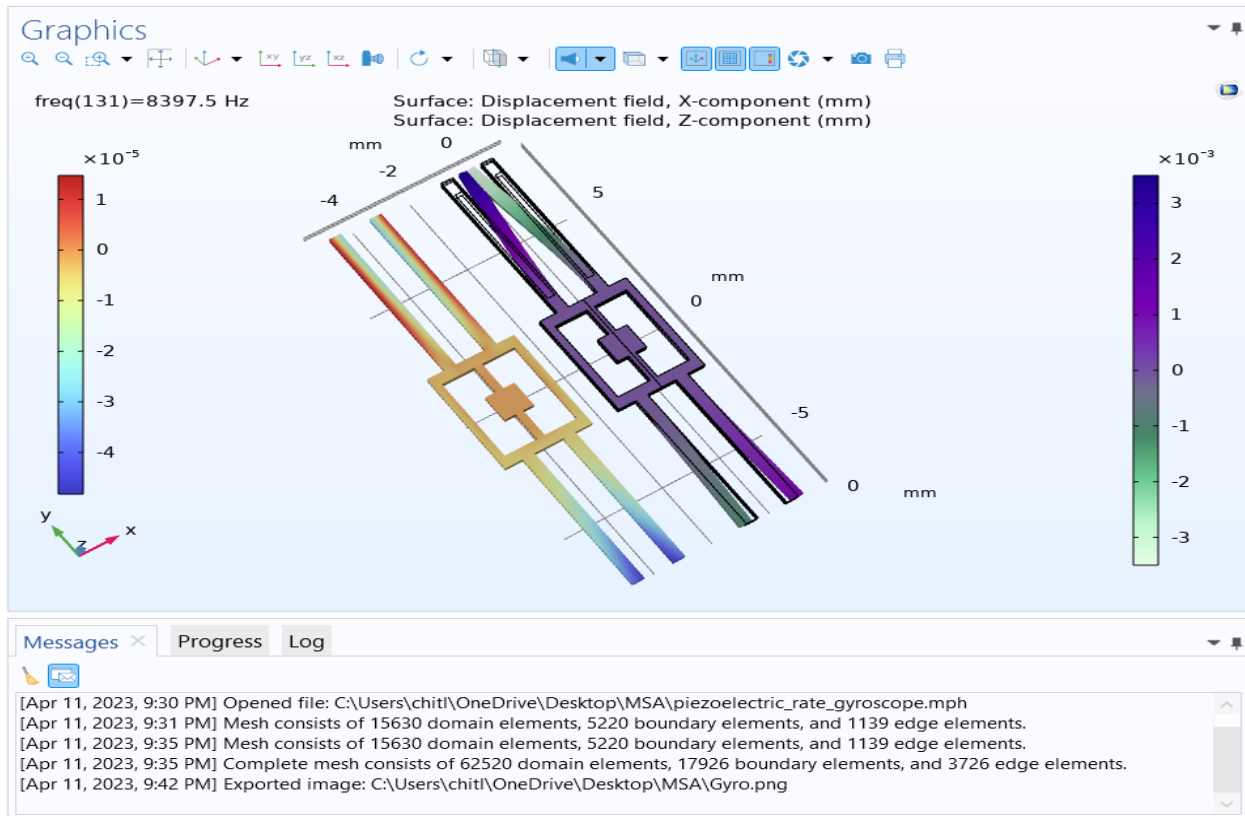 Graphics
xy yz xz
freq(131)=8397.5 Hz
Surface: Displacement field, X-component (mm)
Surface: Displacement field, Z-component (mm)
×10⁻⁵
1
0
-1
-2
-3
-4
mm
0
-2
-4
5
mm
0
-5
0
mm
×10⁻³
3
2
1
0
-1
-2
-3
y
z
x
Messages Progress Log
[Apr 11, 2023, 9:30 PM] Opened file: C:\Users\chitl\OneDrive\Desktop\MSA\piezoelectric_rate_gyroscope.mph
[Apr 11, 2023, 9:31 PM] Mesh consists of 15630 domain elements, 5220 boundary elements, and 1139 edge elements.
[Apr 11, 2023, 9:35 PM] Mesh consists of 15630 domain elements, 5220 boundary elements, and 1139 edge elements.
[Apr 11, 2023, 9:35 PM] Complete mesh consists of 62520 domain elements, 17926 boundary elements, and 3726 edge elements.
[Apr 11, 2023, 9:42 PM] Exported image: C:\Users\chitl\OneDrive\Desktop\MSA\Gyro.png